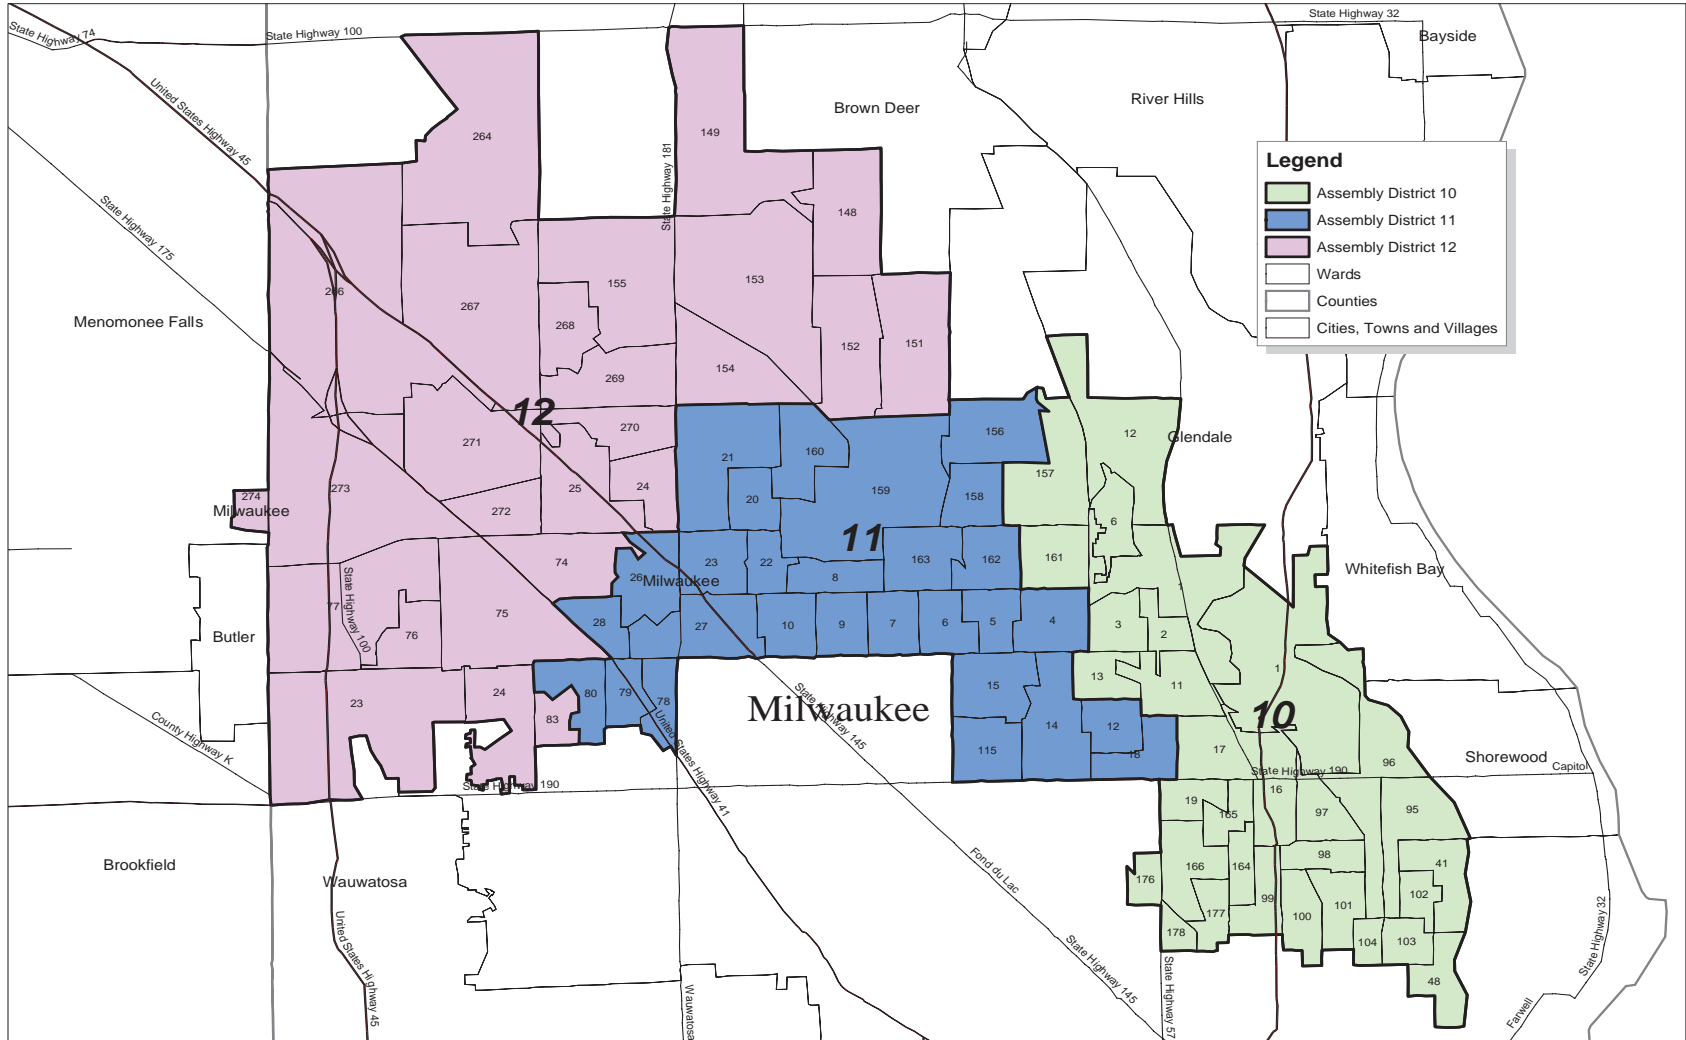 State Highway 74
State Highway 100
State Highway 32
Bayside
United States Highway 45
Brown Deer
River Hills
264
149
State Highway 181
Legend
Assembly District 10
Assembly District 11
Assembly District 12
Wards
Counties
Cities, Towns and Villages
State Highway 175
148
266
267
155
153
268
152
151
Menomonee Falls
154
269
12
270
271
12
Glendale
156
21
160
157
273
25
24
20
159
158
274
Milwaukee
272
6
11
74
23
22
163
162
161
26
Milwaukee
8
1
Whitefish Bay
77
State Highway 100
76
75
28
27
10
9
7
6
5
4
3
2
Butler
23
24
83
80
79
78
15
13
11
1
Milwaukee
10
County Highway K
United States Highway 41
State Highway 145
14
12
18
115
17
96
Shorewood
State Highway 190
State Highway 190
Capitol
19
165
16
97
95
Brookfield
Wauwatosa
Fond du Lac
176
166
164
98
41
99
100
101
102
177
178
104
103
48
United States Highway 45
Wauwatosa
State Highway 145
State Highway 57
State Highway 32
Farwell